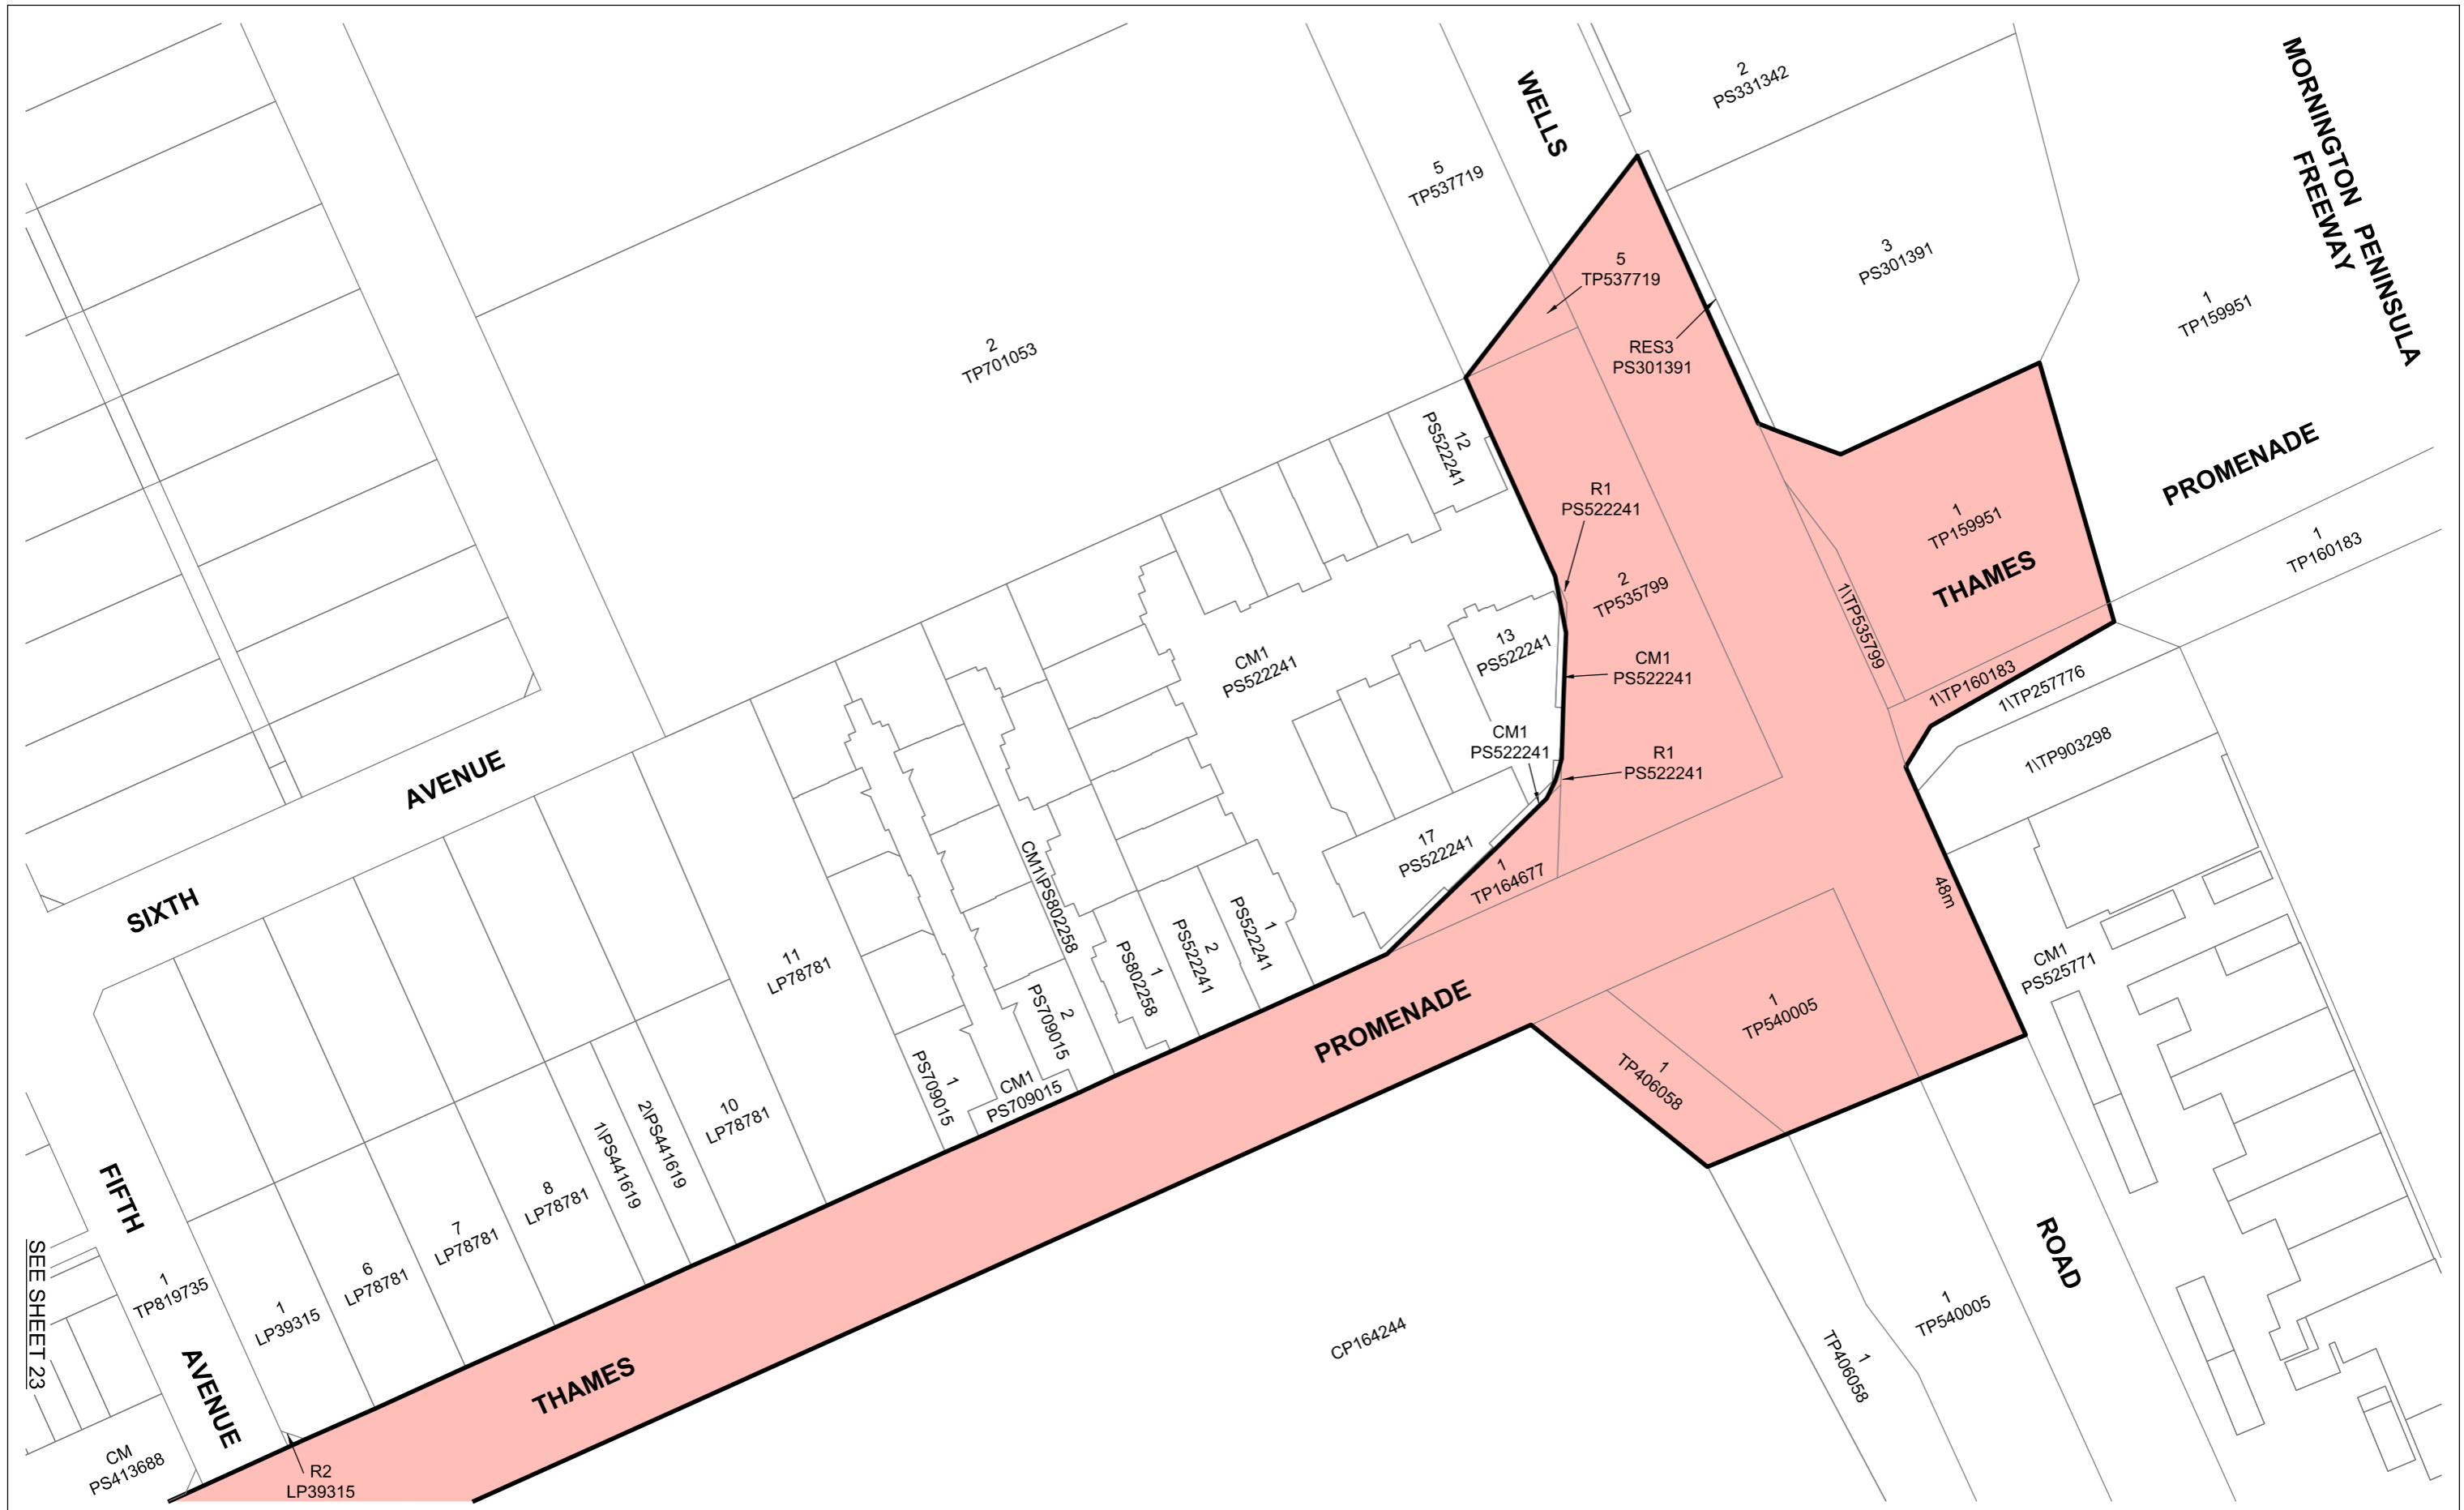 WELLS
2
PS331342
MORNINGTON PENINSULA
FREEWAY
5
TP537719
5
TP537719
3
PS301391
1
TP159951
RES3
PS301391
2
TP701053
12
PS522241
PROMENADE
R1
PS522241
1
TP159951
THAMES
1
TP160183
2
TP535799
1\TP535799
13
PS522241
CM1
PS522241
CM1
PS522241
1\TP160183
1\TP257776
CM1
PS522241
R1
PS522241
1\TP903298
AVENUE
SIXTH
17
PS522241
1
TP164677
48m
CM1\PS802258
11
LP78781
1
PS522241
2
PS522241
1
PS802258
2
PS709015
CM1
PS525771
PROMENADE
1
TP540005
1
TP406058
1
PS709015
CM1
PS709015
10
LP78781
2\PS441619
1\PS441619
8
LP78781
7
LP78781
6
LP78781
1
LP39315
FIFTH
1
TP819735
SEE SHEET 23
AVENUE
ROAD
1
TP540005
1
TP406058
CP164244
THAMES
CM
PS413688
R2
LP39315